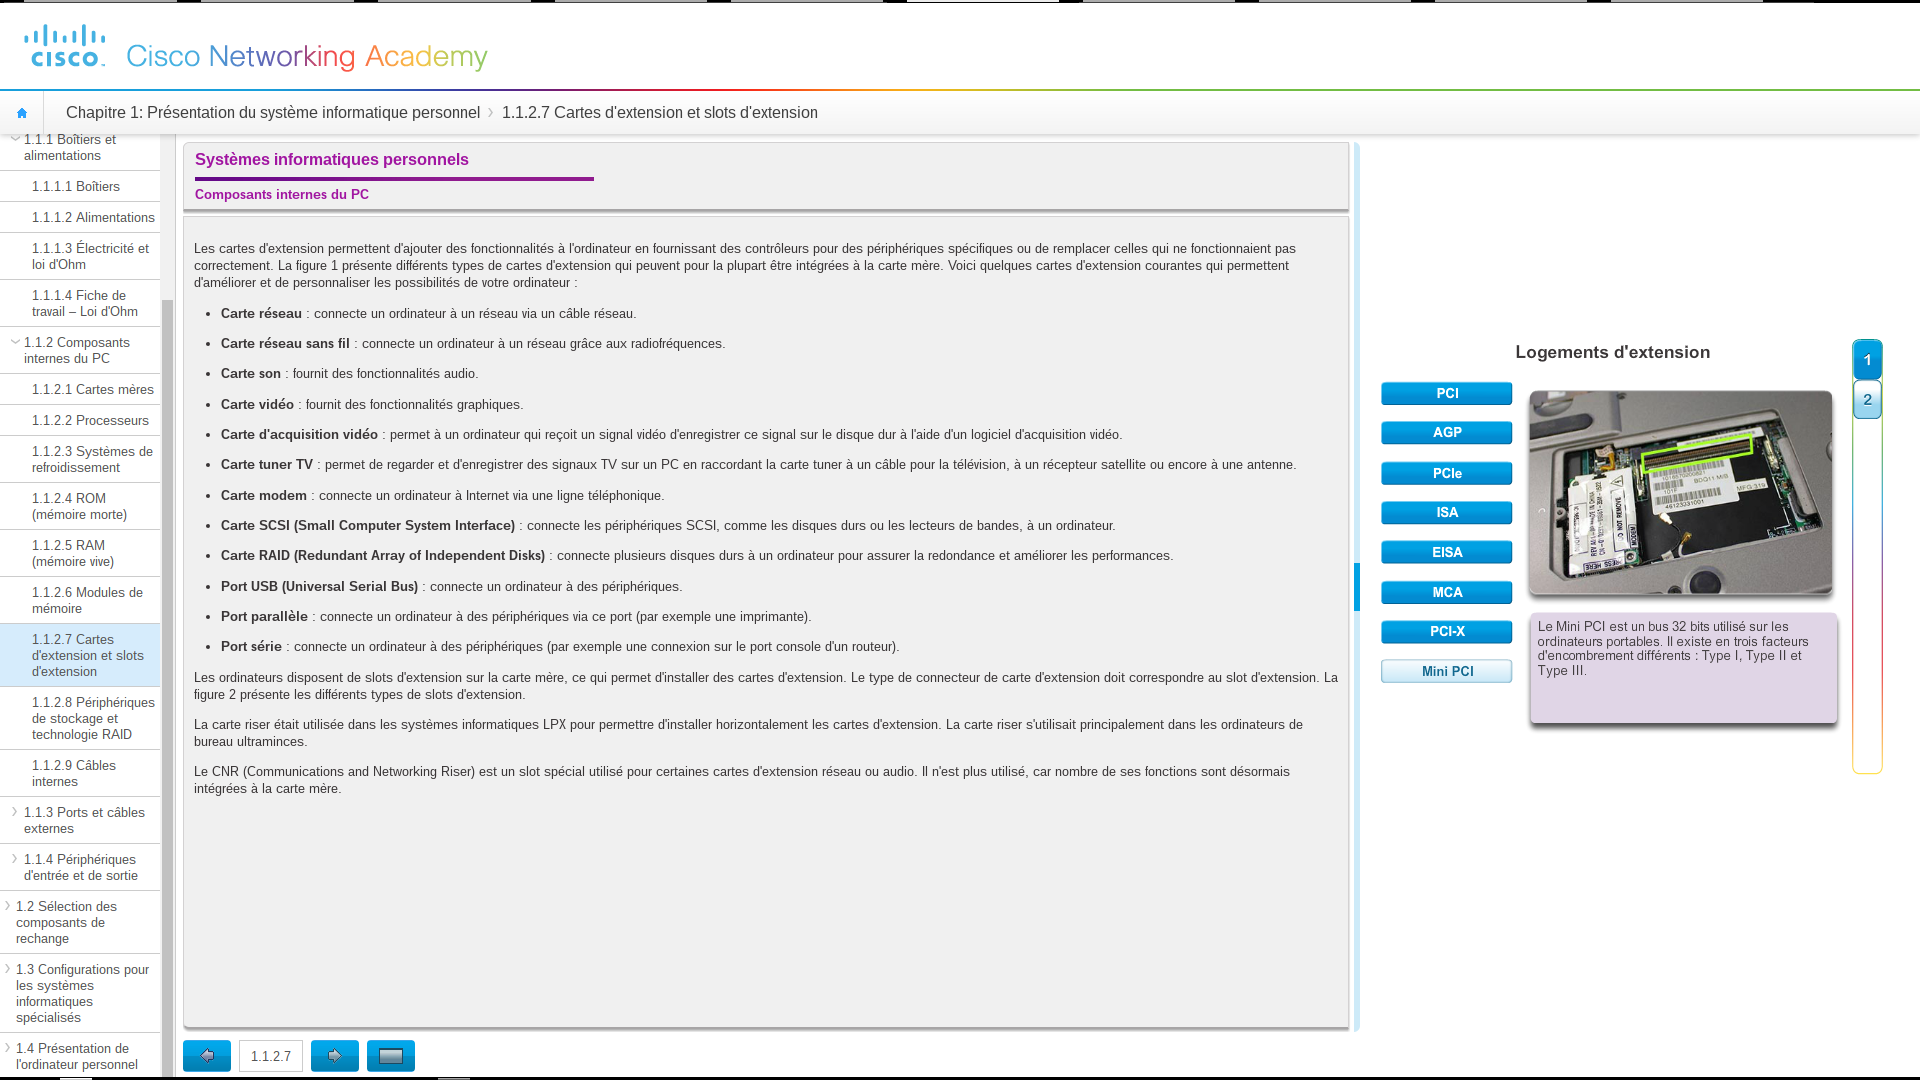 cisco
Cisco Networking Academy
Chapitre 1: Présentation du système informatique personnel
1.1.2.7 Cartes d'extension et slots d'extension
1.1.1 Boîtiers et
alimentations
1.1.1.1 Boîtiers
1.1.1.2 Alimentations
1.1.1.3 Électricité et
loi d'Ohm
1.1.1.4 Fiche de
travail – Loi d'Ohm
1.1.2 Composants
internes du PC
1.1.2.1 Cartes mères
1.1.2.2 Processeurs
1.1.2.3 Systèmes de
refroidissement
1.1.2.4 ROM
(mémoire morte)
1.1.2.5 RAM
(mémoire vive)
1.1.2.6 Modules de
mémoire
1.1.2.7 Cartes
d'extension et slots
d'extension
1.1.2.8 Périphériques
de stockage et
technologie RAID
1.1.2.9 Câbles
internes
1.1.3 Ports et câbles
externes
1.1.4 Périphériques
d'entrée et de sortie
1.2 Sélection des
composants de
rechange
1.3 Configurations pour
les systèmes
informatiques
spécialisés
1.4 Présentation de
l'ordinateur personnel
Systèmes informatiques personnels
Composants internes du PC
Les cartes d'extension permettent d'ajouter des fonctionnalités à l'ordinateur en fournissant des contrôleurs pour des périphériques spécifiques ou de remplacer celles qui ne fonctionnaient pas
correctement. La figure 1 présente différents types de cartes d'extension qui peuvent pour la plupart être intégrées à la carte mère. Voici quelques cartes d'extension courantes qui permettent
d'améliorer et de personnaliser les possibilités de votre ordinateur :
• Carte réseau : connecte un ordinateur à un réseau via un câble réseau.
• Carte réseau sans fil : connecte un ordinateur à un réseau grâce aux radiofréquences.
• Carte son : fournit des fonctionnalités audio.
• Carte vidéo : fournit des fonctionnalités graphiques.
• Carte d'acquisition vidéo : permet à un ordinateur qui reçoit un signal vidéo d'enregistrer ce signal sur le disque dur à l'aide d'un logiciel d'acquisition vidéo.
• Carte tuner TV : permet de regarder et d'enregistrer des signaux TV sur un PC en raccordant la carte tuner à un câble pour la télévision, à un récepteur satellite ou encore à une antenne.
• Carte modem : connecte un ordinateur à Internet via une ligne téléphonique.
• Carte SCSI (Small Computer System Interface) : connecte les périphériques SCSI, comme les disques durs ou les lecteurs de bandes, à un ordinateur.
• Carte RAID (Redundant Array of Independent Disks) : connecte plusieurs disques durs à un ordinateur pour assurer la redondance et améliorer les performances.
• Port USB (Universal Serial Bus) : connecte un ordinateur à des périphériques.
• Port parallèle : connecte un ordinateur à des périphériques via ce port (par exemple une imprimante).
• Port série : connecte un ordinateur à des périphériques (par exemple une connexion sur le port console d'un routeur).
Les ordinateurs disposent de slots d'extension sur la carte mère, ce qui permet d'installer des cartes d'extension. Le type de connecteur de carte d'extension doit correspondre au slot d'extension. La
figure 2 présente les différents types de slots d'extension.
La carte riser était utilisée dans les systèmes informatiques LPX pour permettre d'installer horizontalement les cartes d'extension. La carte riser s'utilisait principalement dans les ordinateurs de
bureau ultraminces.
Le CNR (Communications and Networking Riser) est un slot spécial utilisé pour certaines cartes d'extension réseau ou audio. Il n'est plus utilisé, car nombre de ses fonctions sont désormais
intégrées à la carte mère.
1.1.2.7
Logements d'extension
PCI
AGP
PCIe
ISA
EISA
MCA
PCI-X
Mini PCI
BDQ11 M/B
MFG 319
DO NOT REMOVE
MODEM
Le Mini PCI est un bus 32 bits utilisé sur les
ordinateurs portables. Il existe en trois facteurs
d'encombrement différents : Type I, Type II et
Type III.
1
2